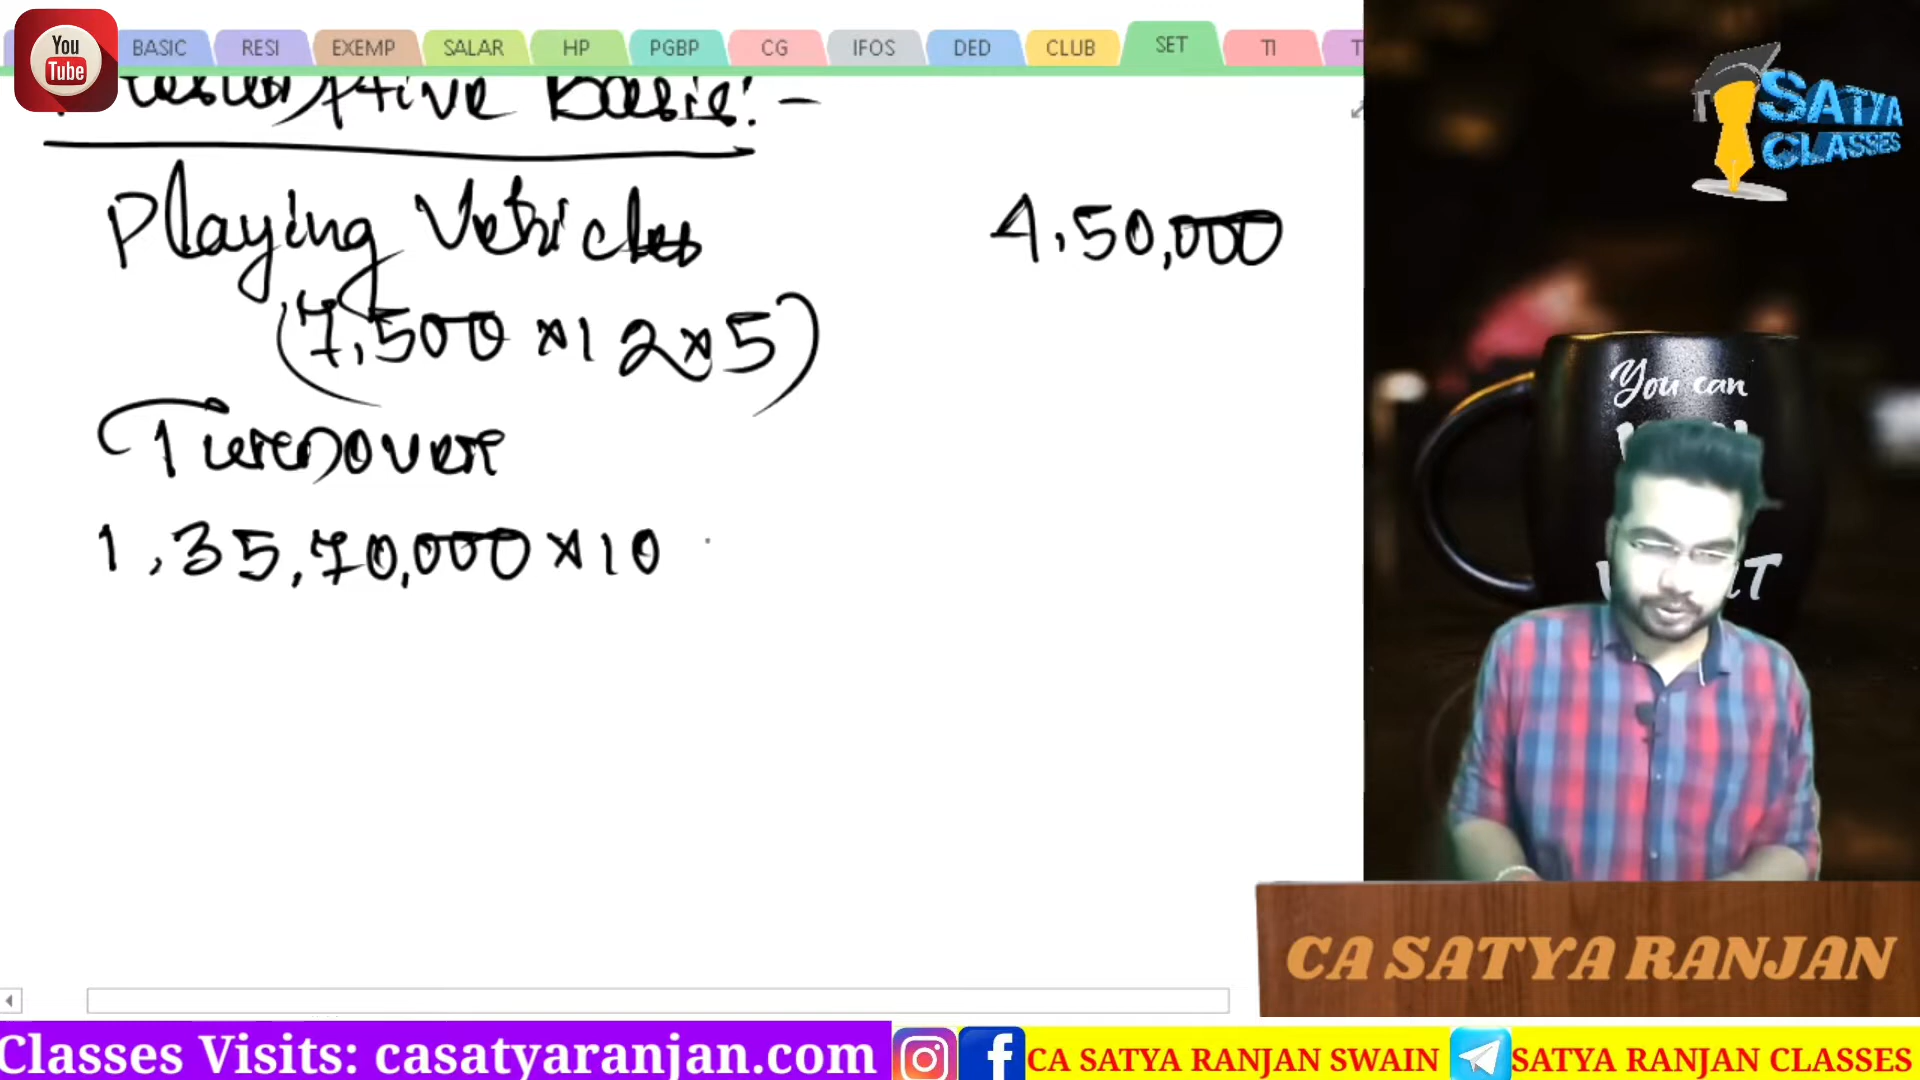 You
Tube
BASIC RESI EXEMP SALAR HP PGBP CG IFOS DED CLUB SET TI T
Basis:-
Playing Vehicles 4,50,000
(7,500 × 12 × 5)
Turnover
1,35,70,000 × 10
SATYA
CLASSES
You can
CA SATYA RANJAN
Classes Visits: casatyaranjan.com
CA SATYA RANJAN SWAIN
SATYA RANJAN CLASSES